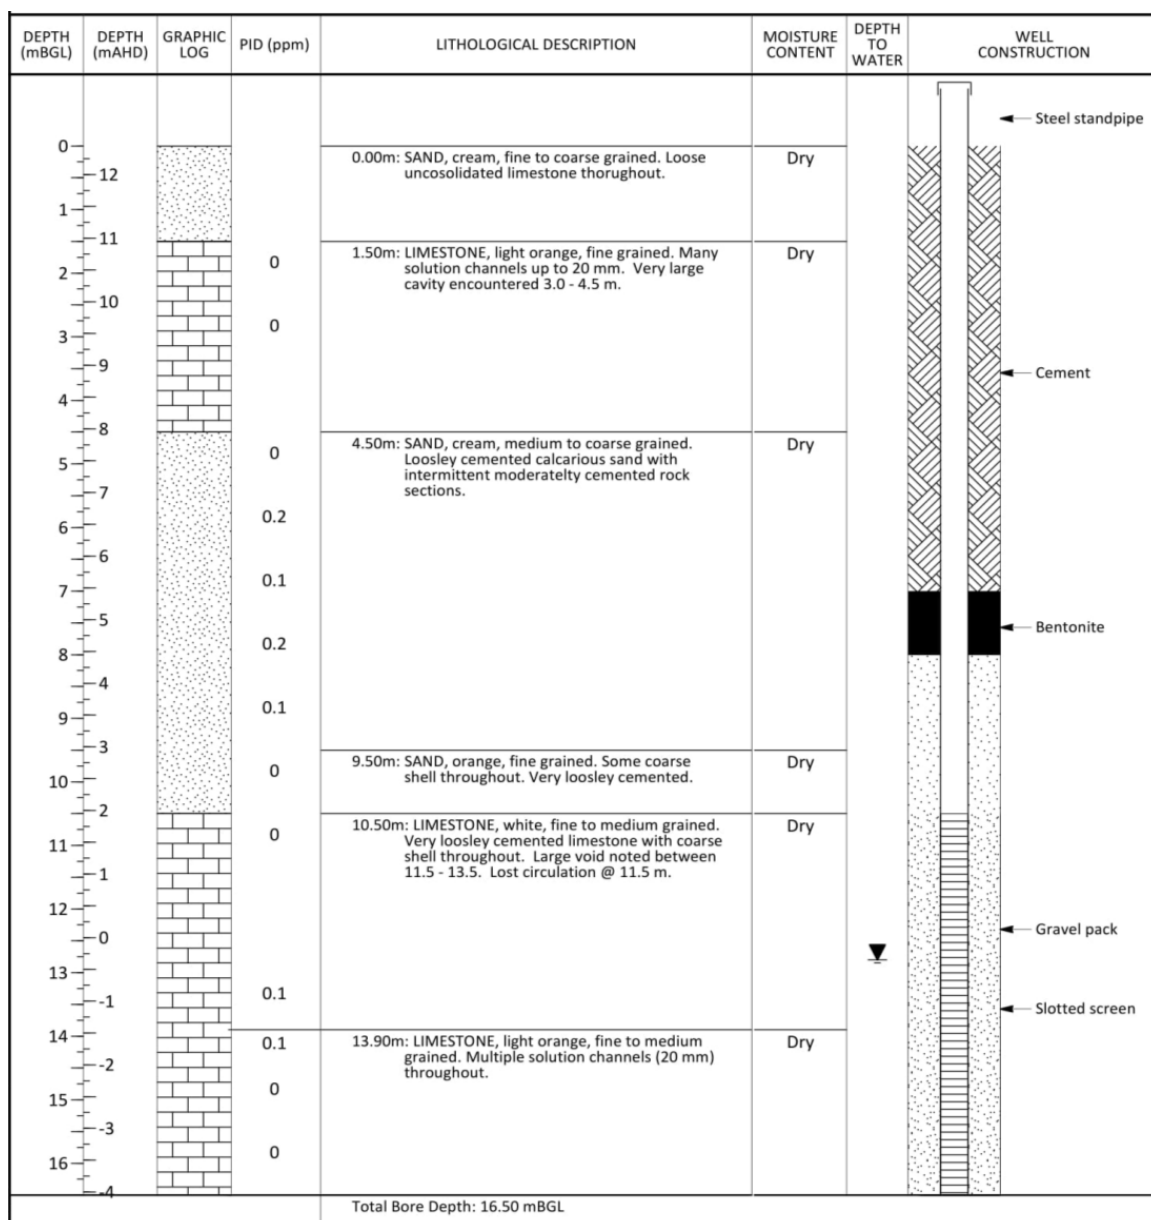 DEPTH (mBGL)
DEPTH (mAHD)
GRAPHIC LOG
PID (ppm)
LITHOLOGICAL DESCRIPTION
MOISTURE CONTENT
DEPTH TO WATER
WELL CONSTRUCTION
Steel standpipe
0
0.00m: SAND, cream, fine to coarse grained. Loose
uncosolidated limestone thorughout.
Dry
12
1
11
1.50m: LIMESTONE, light orange, fine grained. Many
solution channels up to 20 mm. Very large
cavity encountered 3.0 - 4.5 m.
Dry
0
2
10
0
3
9
Cement
4
8
4.50m: SAND, cream, medium to coarse grained.
Loosley cemented calcarious sand with
intermittent moderatelty cemented rock
sections.
Dry
0
5
7
0.2
6
6
0.1
7
5
Bentonite
0.2
8
4
0.1
9
3
9.50m: SAND, orange, fine grained. Some coarse
shell throughout. Very loosley cemented.
Dry
0
10
2
10.50m: LIMESTONE, white, fine to medium grained.
Very loosley cemented limestone with coarse
shell throughout. Large void noted between
11.5 - 13.5. Lost circulation @ 11.5 m.
Dry
0
11
1
12
Gravel pack
0
13
0.1
-1
Slotted screen
14
0.1
13.90m: LIMESTONE, light orange, fine to medium
grained. Multiple solution channels (20 mm)
throughout.
Dry
-2
0
15
-3
0
16
-4
Total Bore Depth: 16.50 mBGL